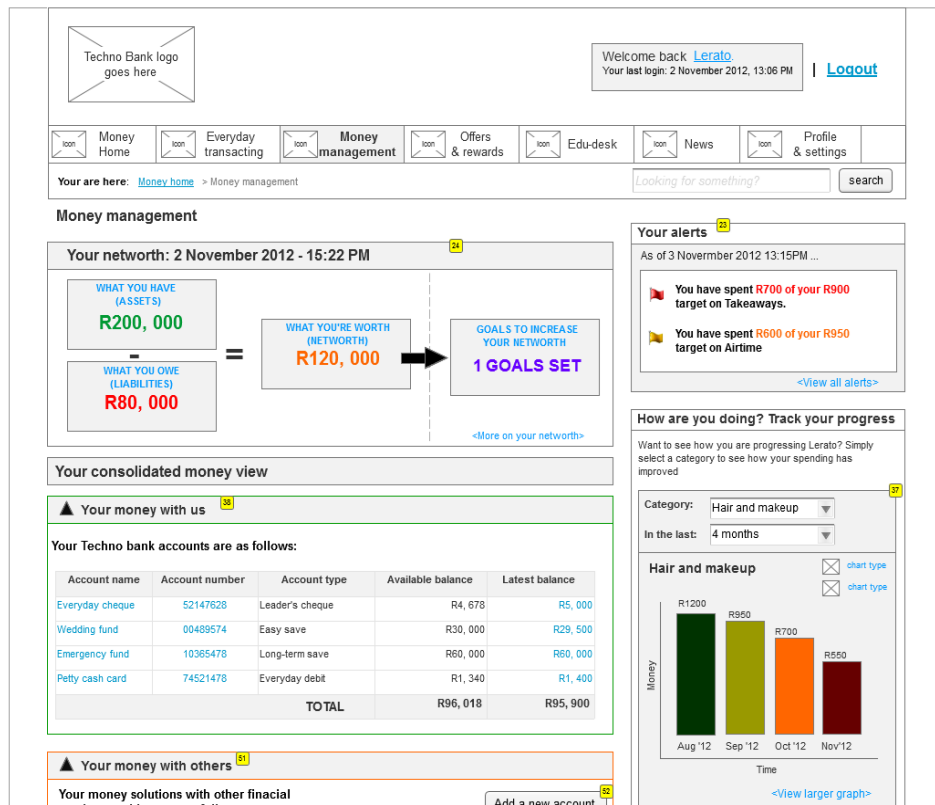 Techno Bank logo
goes here
Welcome back Lerato.
Your last login: 2 November 2012, 13:06 PM
| Logout
Icon Money
Home
Icon Everyday
transacting
Icon Money
management
Icon Offers
& rewards
Icon Edu-desk
Icon News
Icon Profile
& settings
Your are here: Money home > Money management
Looking for something?
search
Money management
Your networth: 2 November 2012 - 15:22 PM
24
WHAT YOU HAVE
(ASSETS)
R200, 000
-
WHAT YOU OWE
(LIABILITIES)
R80, 000
=
WHAT YOU'RE WORTH
(NETWORTH)
R120, 000
GOALS TO INCREASE
YOUR NETWORTH
1 GOALS SET
<More on your networth>
Your consolidated money view
Your money with us
38
Your Techno bank accounts are as follows:
Account name Account number Account type Available balance Latest balance
Everyday cheque 52147628 Leader's cheque R4, 678 R5, 000
Wedding fund 00489574 Easy save R30, 000 R29, 500
Emergency fund 10365478 Long-term save R60, 000 R60, 000
Petty cash card 74521478 Everyday debit R1, 340 R1, 400
TOTAL R96, 018 R95, 900
Your money with others
51
Your money solutions with other finacial
Add a new account
52
Your alerts
23
As of 3 Novermber 2012 13:15PM ...
You have spent R700 of your R900
target on Takeaways.
You have spent R600 of your R950
target on Airtime
<View all alerts>
How are you doing? Track your progress
Want to see how you are progressing Lerato? Simply
select a category to see how your spending has
improved
37
Category: Hair and makeup
In the last: 4 months
Hair and makeup
chart type
chart type
R1200
R950
R700
R550
Money
Aug '12 Sep '12 Oct '12 Nov'12
Time
<View larger graph>